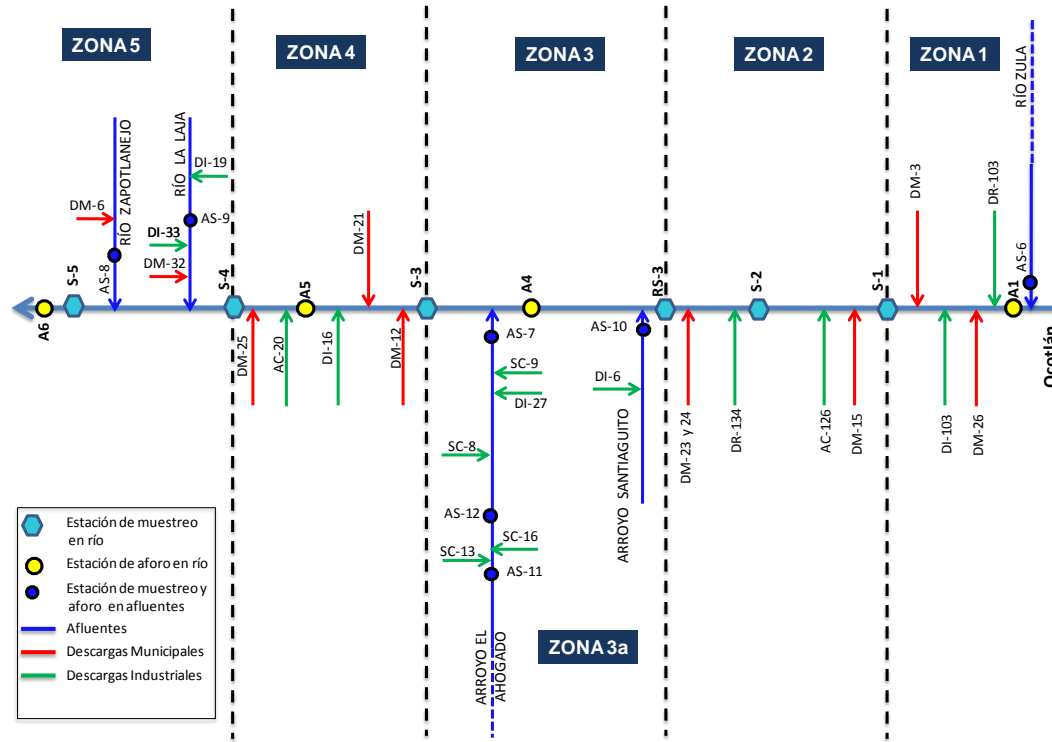 ZONA 5
ZONA 4
ZONA 3
ZONA 2
ZONA 1
RÍO ZAPOTLANEJO
RÍO LA LAJA
DI-19
DM-6
AS-9
DI-33
DM-32
AS-8
S-5
A6
S-4
A5
DM-21
S-3
DM-25
AC-20
DI-16
DM-12
A4
AS-7
SC-9
DI-27
SC-8
AS-12
SC-16
SC-13
AS-11
ARROYO EL
AHOGADO
AS-10
DI-6
ARROYO SANTIAGUITO
ZONA 3a
RS-3
S-2
DM-23 y 24
DR-134
AC-126
DM-15
S-1
DM-3
DR-103
RÍO ZULA
AS-6
A1
Ocotlán
DI-103
DM-26
Estación de muestreo
en río
Estación de aforo en río
Estación de muestreo y
aforo en afluentes
Afluentes
Descargas Municipales
Descargas Industriales